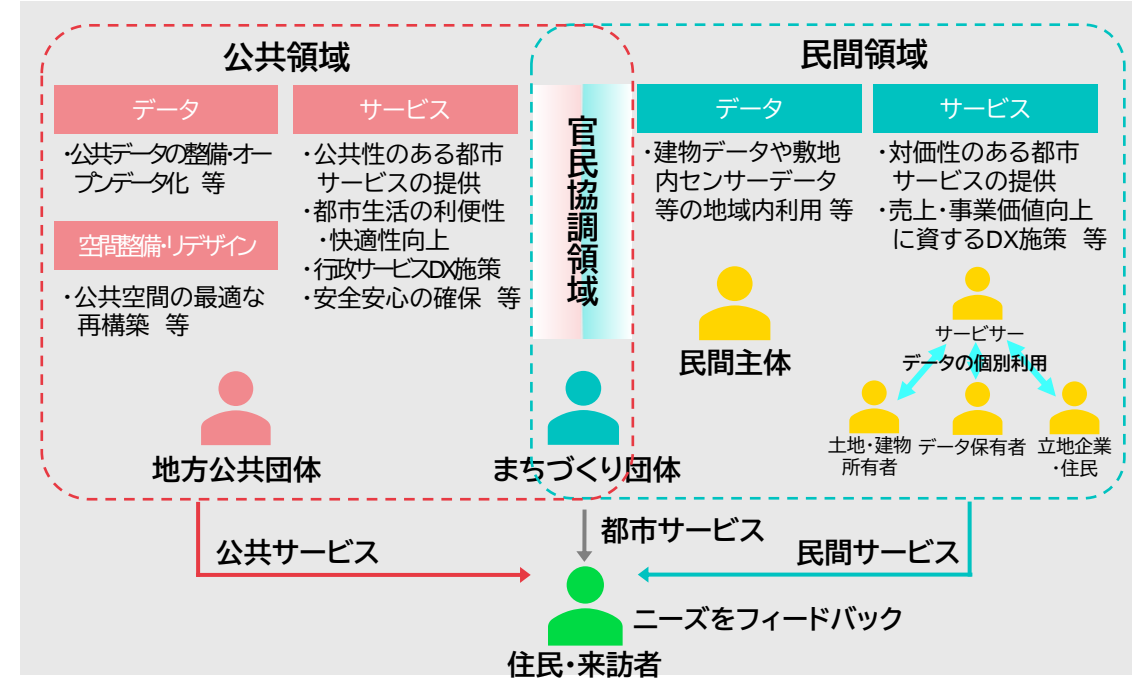 公共領域
データ
・公共データの整備・オー
プンデータ化 等
空間整備・リデザイン
・公共空間の最適な
再構築 等
サービス
・公共性のある都市
サービスの提供
・都市生活の利便性
・快適性向上
・行政サービスDX施策
・安全安心の確保 等
地方公共団体
官民協調領域
まちづくり団体
民間領域
データ
・建物データや敷地
内センサーデータ
等の地域内利用 等
民間主体
サービス
・対価性のある都市
サービスの提供
・売上・事業価値向上
に資するDX施策 等
サービサー
データの個別利用
土地・建物
所有者
データ保有者
立地企業
・住民
公共サービス
都市サービス
民間サービス
ニーズをフィードバック
住民・来訪者